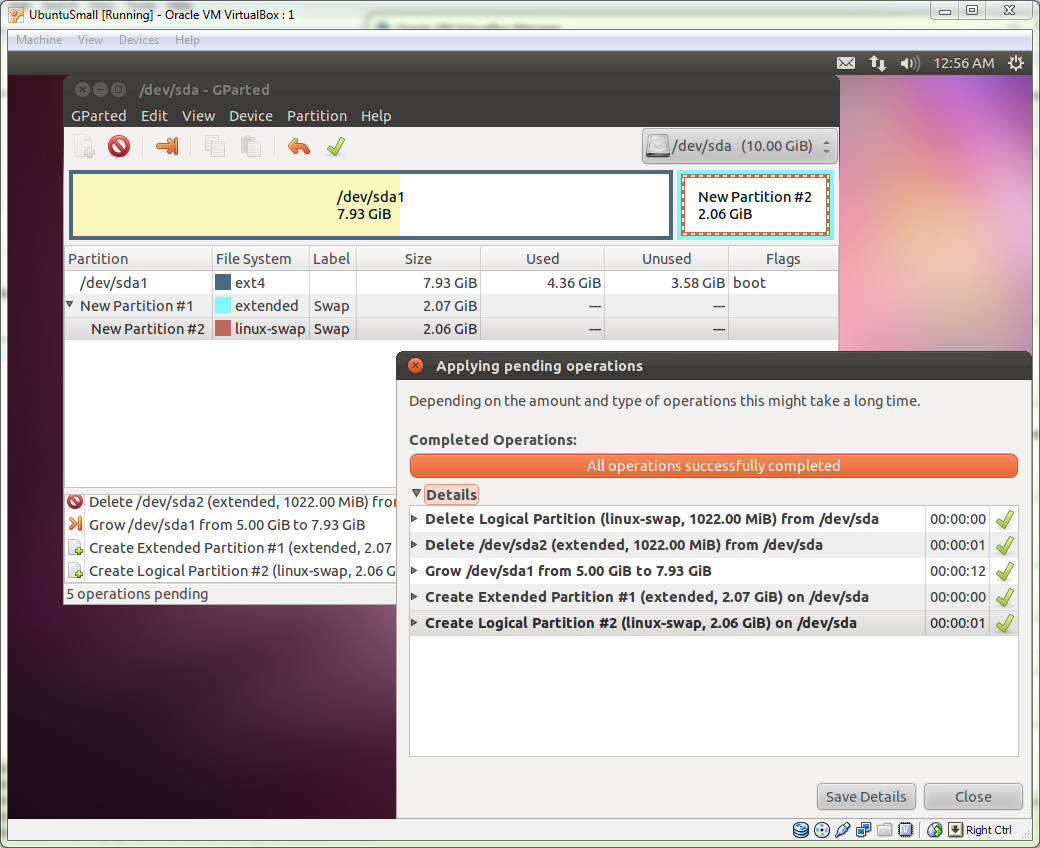 UbuntuSmall [Running] - Oracle VM VirtualBox : 1
Machine View Devices Help
12:56 AM
/dev/sda - GParted
GParted Edit View Device Partition Help
/dev/sda (10.00 GiB)
/dev/sda1
7.93 GiB
New Partition #2
2.06 GiB
Partition File System Label Size Used Unused Flags
/dev/sda1 ext4 7.93 GiB 4.36 GiB 3.58 GiB boot
New Partition #1 extended Swap 2.07 GiB --- ---
New Partition #2 linux-swap Swap 2.06 GiB --- ---
Delete /dev/sda2 (extended, 1022.00 MiB) from
Grow /dev/sda1 from 5.00 GiB to 7.93 GiB
Create Extended Partition #1 (extended, 2.07
Create Logical Partition #2 (linux-swap, 2.06 G
5 operations pending
Applying pending operations
Depending on the amount and type of operations this might take a long time.
Completed Operations:
All operations successfully completed
Details
Delete Logical Partition (linux-swap, 1022.00 MiB) from /dev/sda 00:00:00
Delete /dev/sda2 (extended, 1022.00 MiB) from /dev/sda 00:00:01
Grow /dev/sda1 from 5.00 GiB to 7.93 GiB 00:00:12
Create Extended Partition #1 (extended, 2.07 GiB) on /dev/sda 00:00:00
Create Logical Partition #2 (linux-swap, 2.06 GiB) on /dev/sda 00:00:01
Save Details Close
Right Ctrl